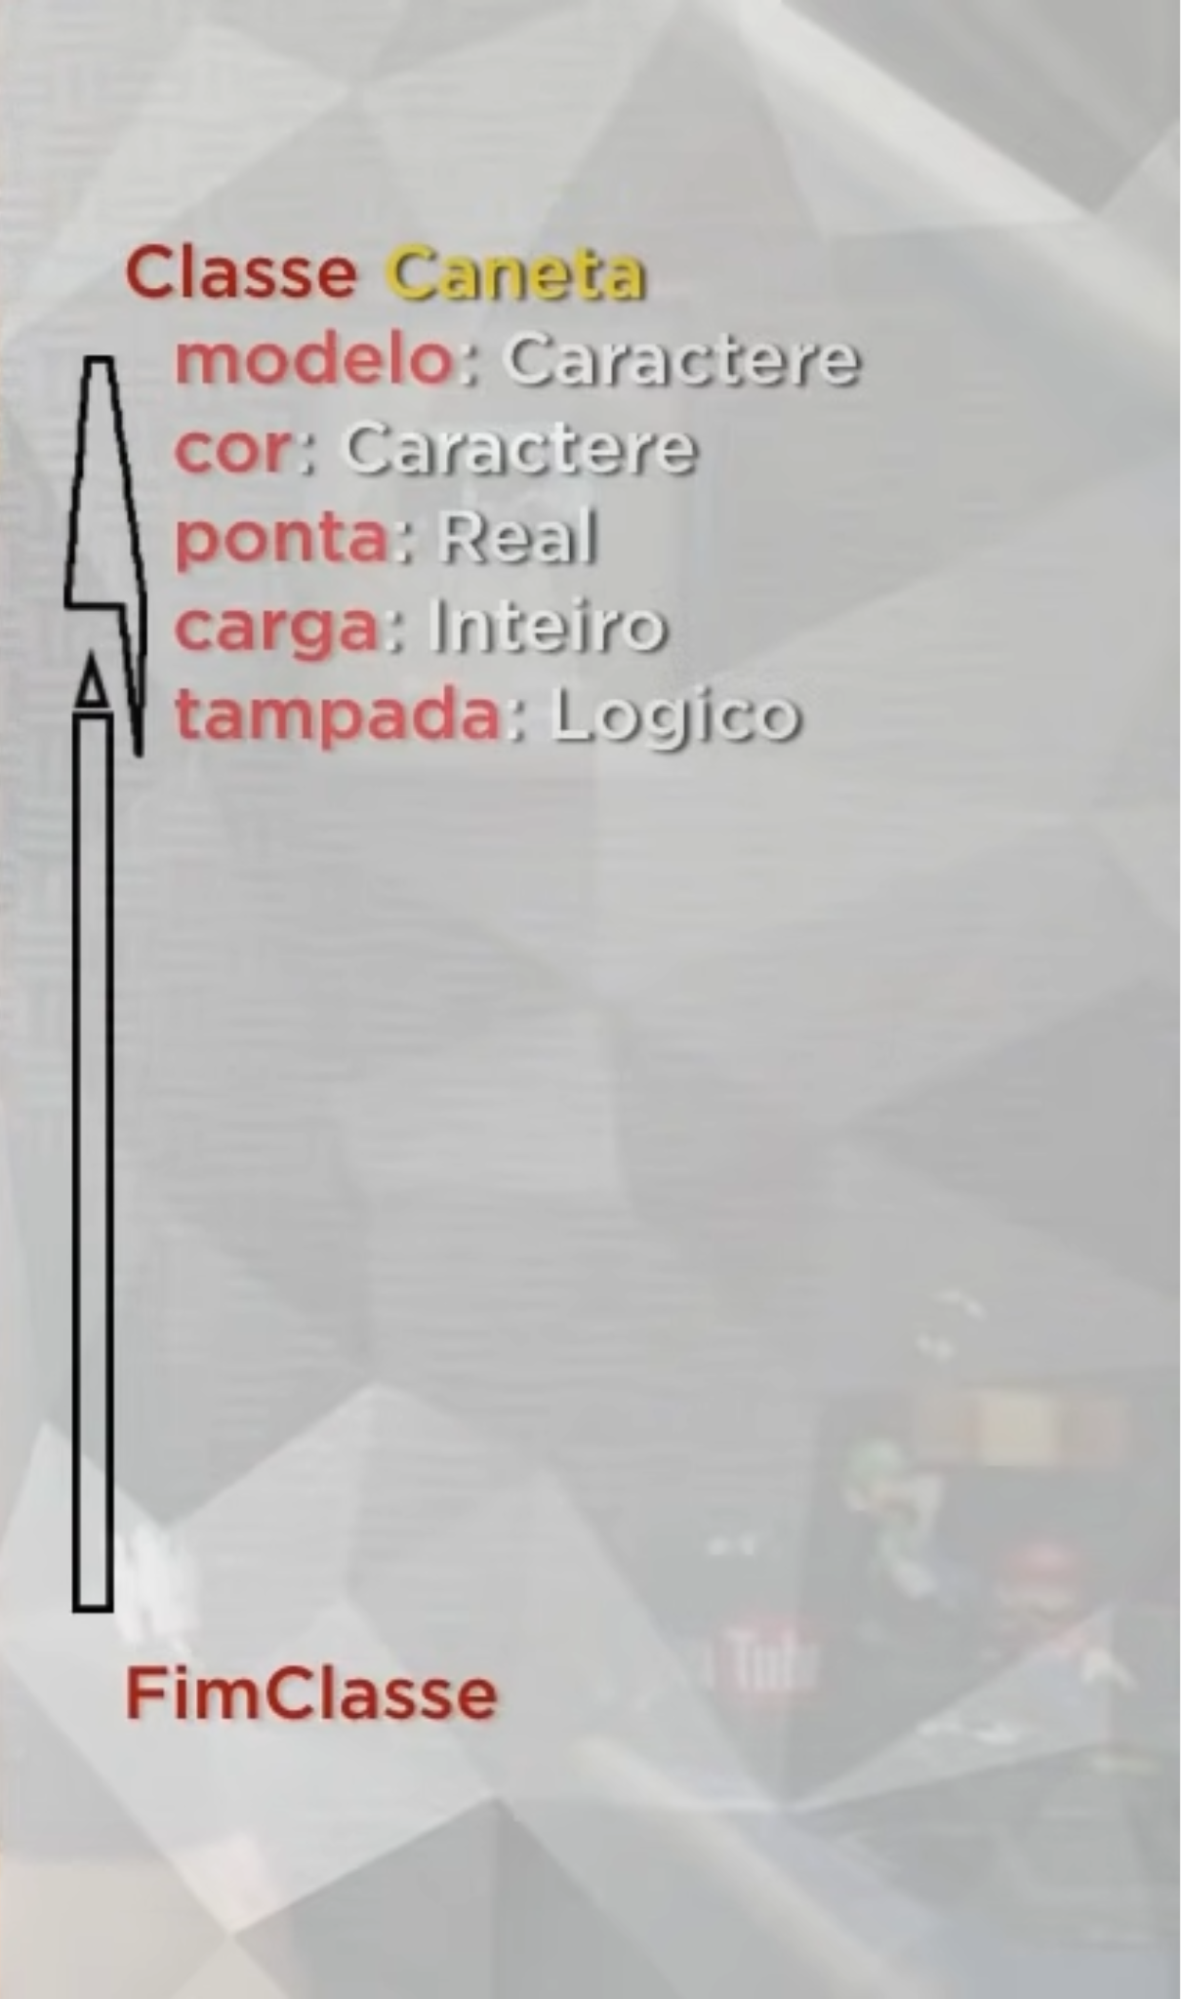 Classe Caneta
modelo: Caractere
cor: Caractere
ponta: Real
carga: Inteiro
tampada: Logico
FimClasse